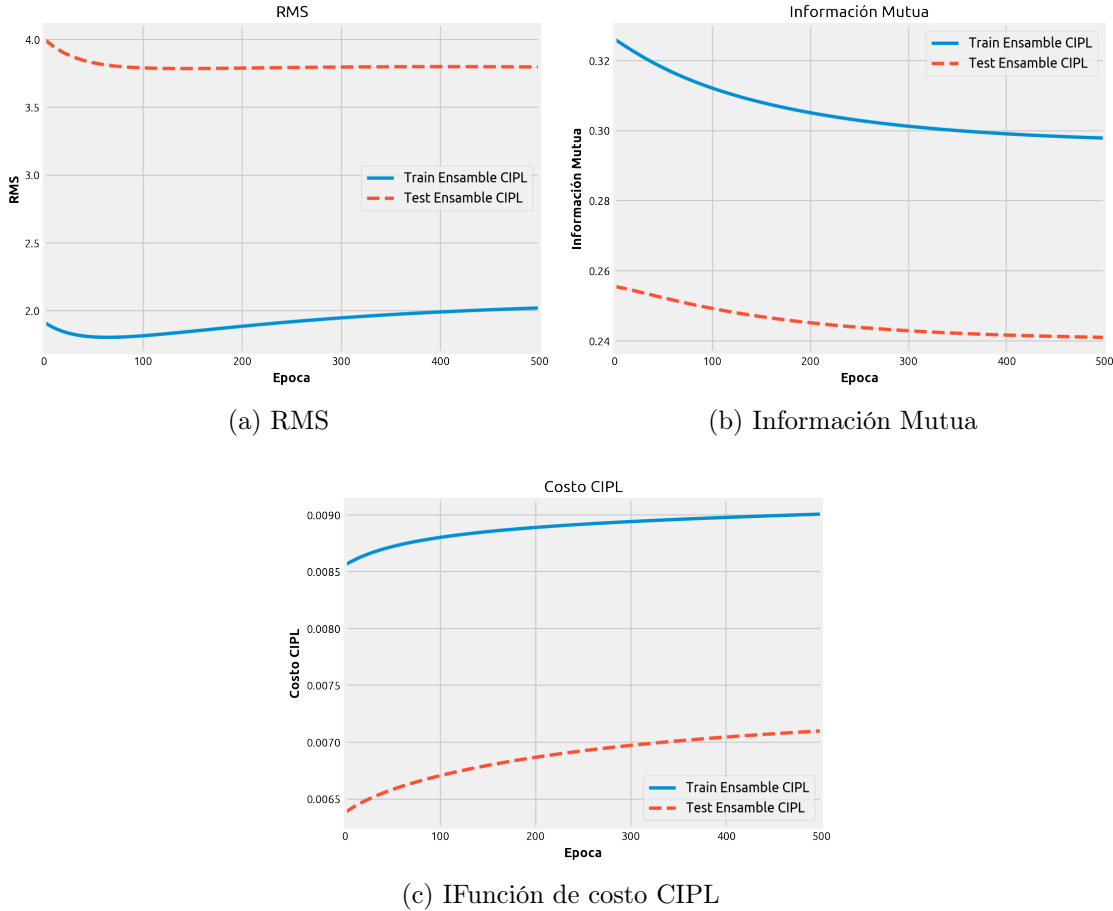 RMS
4.0
3.5
3.0
2.5
2.0
RMS
Train Ensamble CIPL
Test Ensamble CIPL
0 100 200 300 400 500
Epoca
(a) RMS
Información Mutua
0.32
0.30
0.28
0.26
0.24
Información Mutua
Train Ensamble CIPL
Test Ensamble CIPL
0 100 200 300 400 500
Epoca
(b) Información Mutua
Costo CIPL
0.0090
0.0085
0.0080
0.0075
0.0070
0.0065
Costo CIPL
Train Ensamble CIPL
Test Ensamble CIPL
0 100 200 300 400 500
Epoca
(c) IFunción de costo CIPL